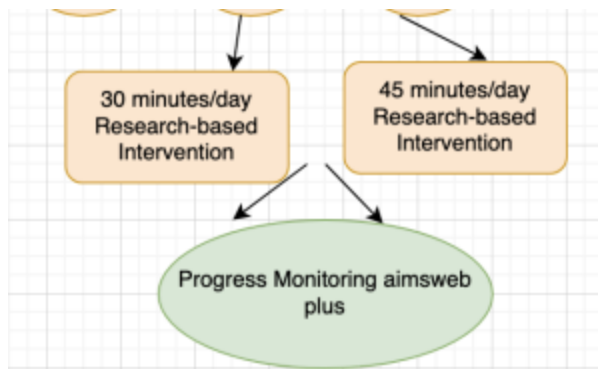 30 minutes/day
Research-based
Intervention
45 minutes/day
Research-based
Intervention
Progress Monitoring aimsweb
plus